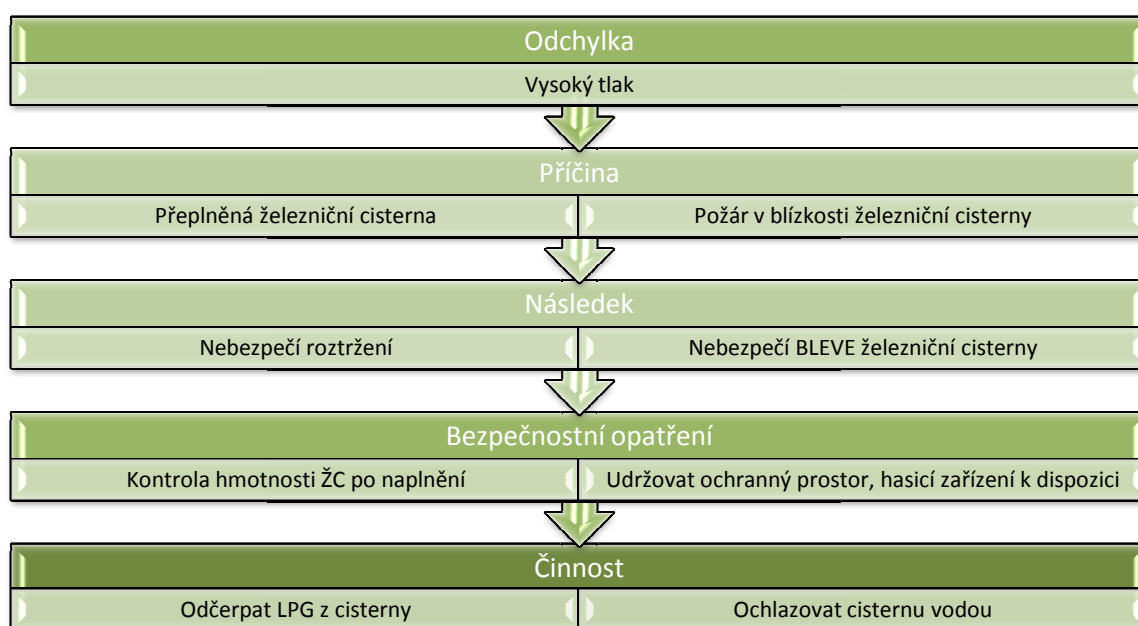 Odchylka
Vysoký tlak
Příčina
Přeplněná železniční cisterna
Požár v blízkosti železniční cisterny
Následek
Nebezpečí roztržení
Nebezpečí BLEVE železniční cisterny
Bezpečnostní opatření
Kontrola hmotnosti ŽC po naplnění
Udržovat ochranný prostor, hasicí zařízení k dispozici
Činnost
Odčerpat LPG z cisterny
Ochlazovat cisternu vodou